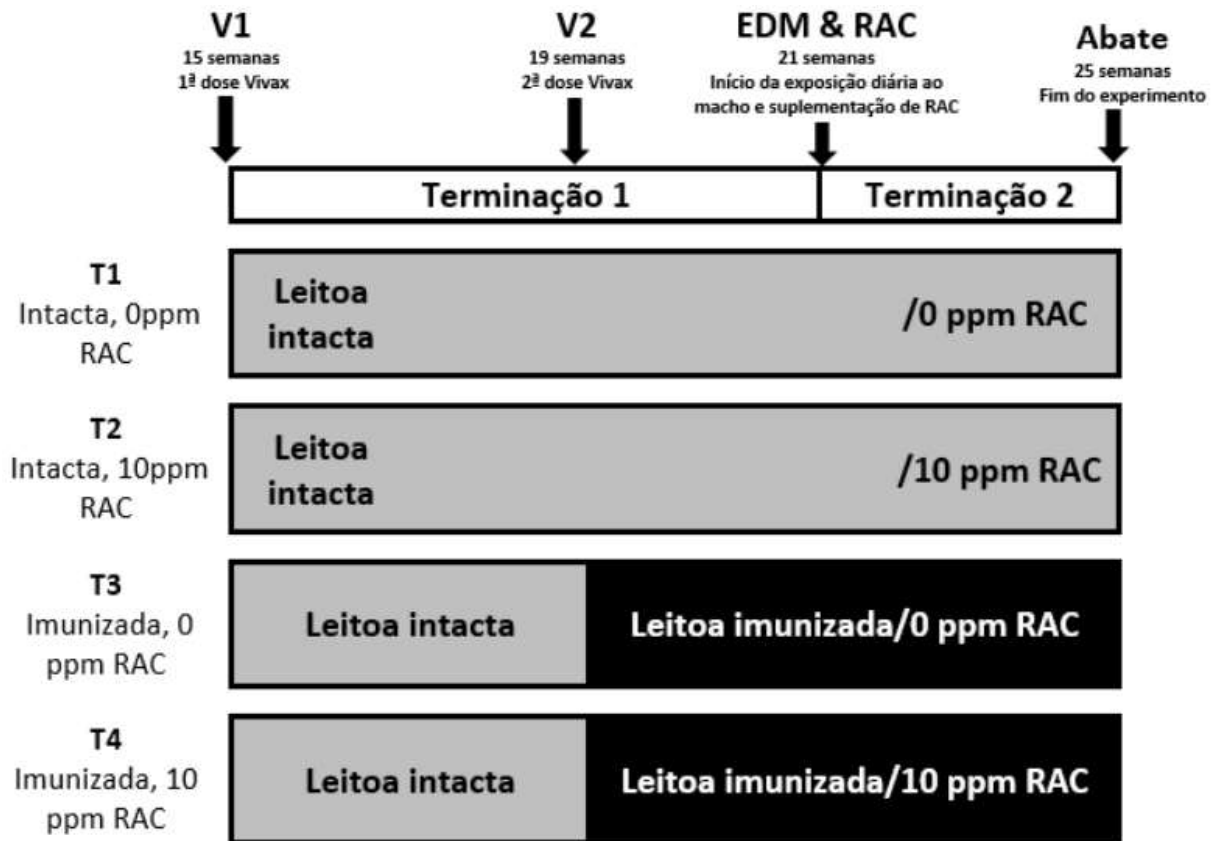 V1
15 semanas
1ª dose Vivax
V2
19 semanas
2ª dose Vivax
EDM & RAC
21 semanas
Início da exposição diária ao
macho e suplementação de RAC
Abate
25 semanas
Fim do experimento
Terminação 1
Terminação 2
T1
Intacta, 0ppm
RAC
Leitoa
intacta
/0 ppm RAC
T2
Intacta, 10ppm
RAC
Leitoa
intacta
/10 ppm RAC
T3
Imunizada, 0
ppm RAC
Leitoa intacta
Leitoa imunizada/0 ppm RAC
T4
Imunizada, 10
ppm RAC
Leitoa intacta
Leitoa imunizada/10 ppm RAC